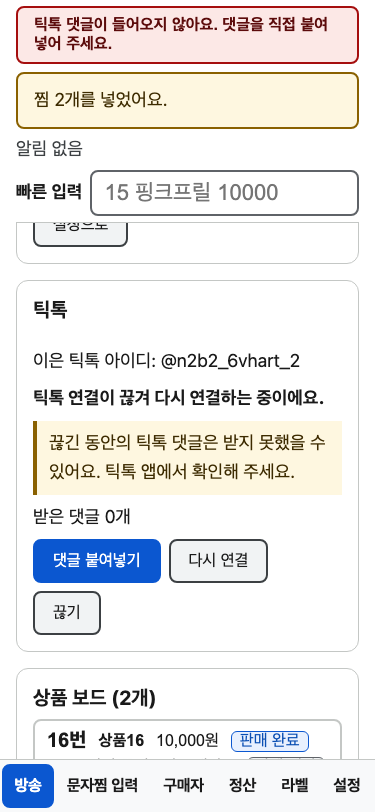 틱톡 댓글이 들어오지 않아요. 댓글을 직접 붙여
넣어 주세요.
찜 2개를 넣었어요.
알림 없음
빠른 입력 15 핑크프릴 10000
설정으로
틱톡
이은 틱톡 아이디: @n2b2_6vhart_2
틱톡 연결이 끊겨 다시 연결하는 중이에요.
끊긴 동안의 틱톡 댓글은 받지 못했을 수
있어요. 틱톡 앱에서 확인해 주세요.
받은 댓글 0개
댓글 붙여넣기 다시 연결
끊기
상품 보드 (2개)
16번 상품16 10,000원 판매 완료
방송 문자찜 입력 구매자 정산 라벨 설정